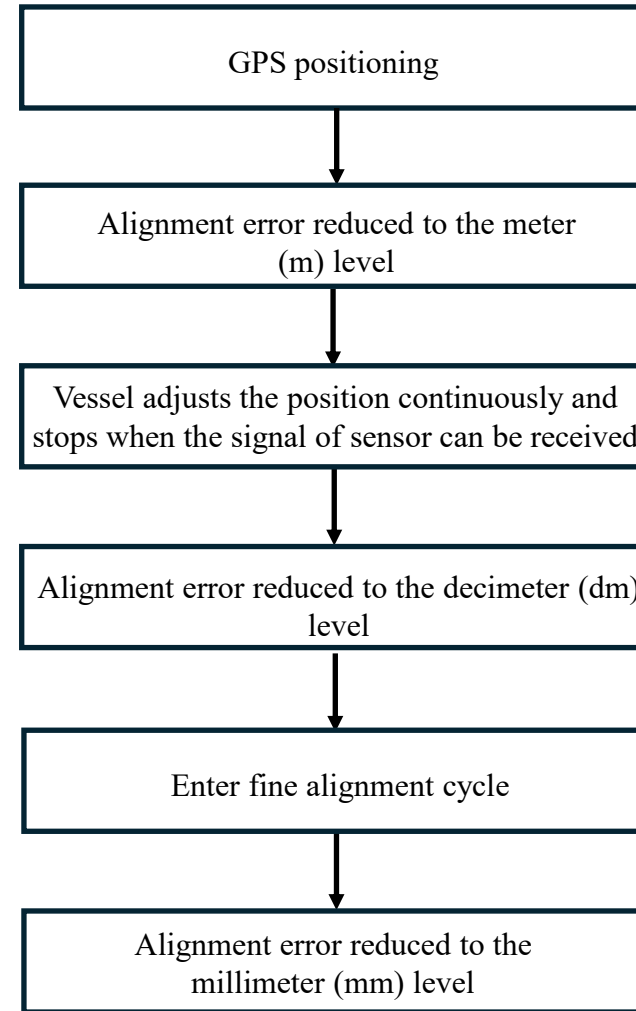 GPS positioning
Alignment error reduced to the meter
(m) level
Vessel adjusts the position continuously and
stops when the signal of sensor can be received
Alignment error reduced to the decimeter (dm)
level
Enter fine alignment cycle
Alignment error reduced to the
millimeter (mm) level